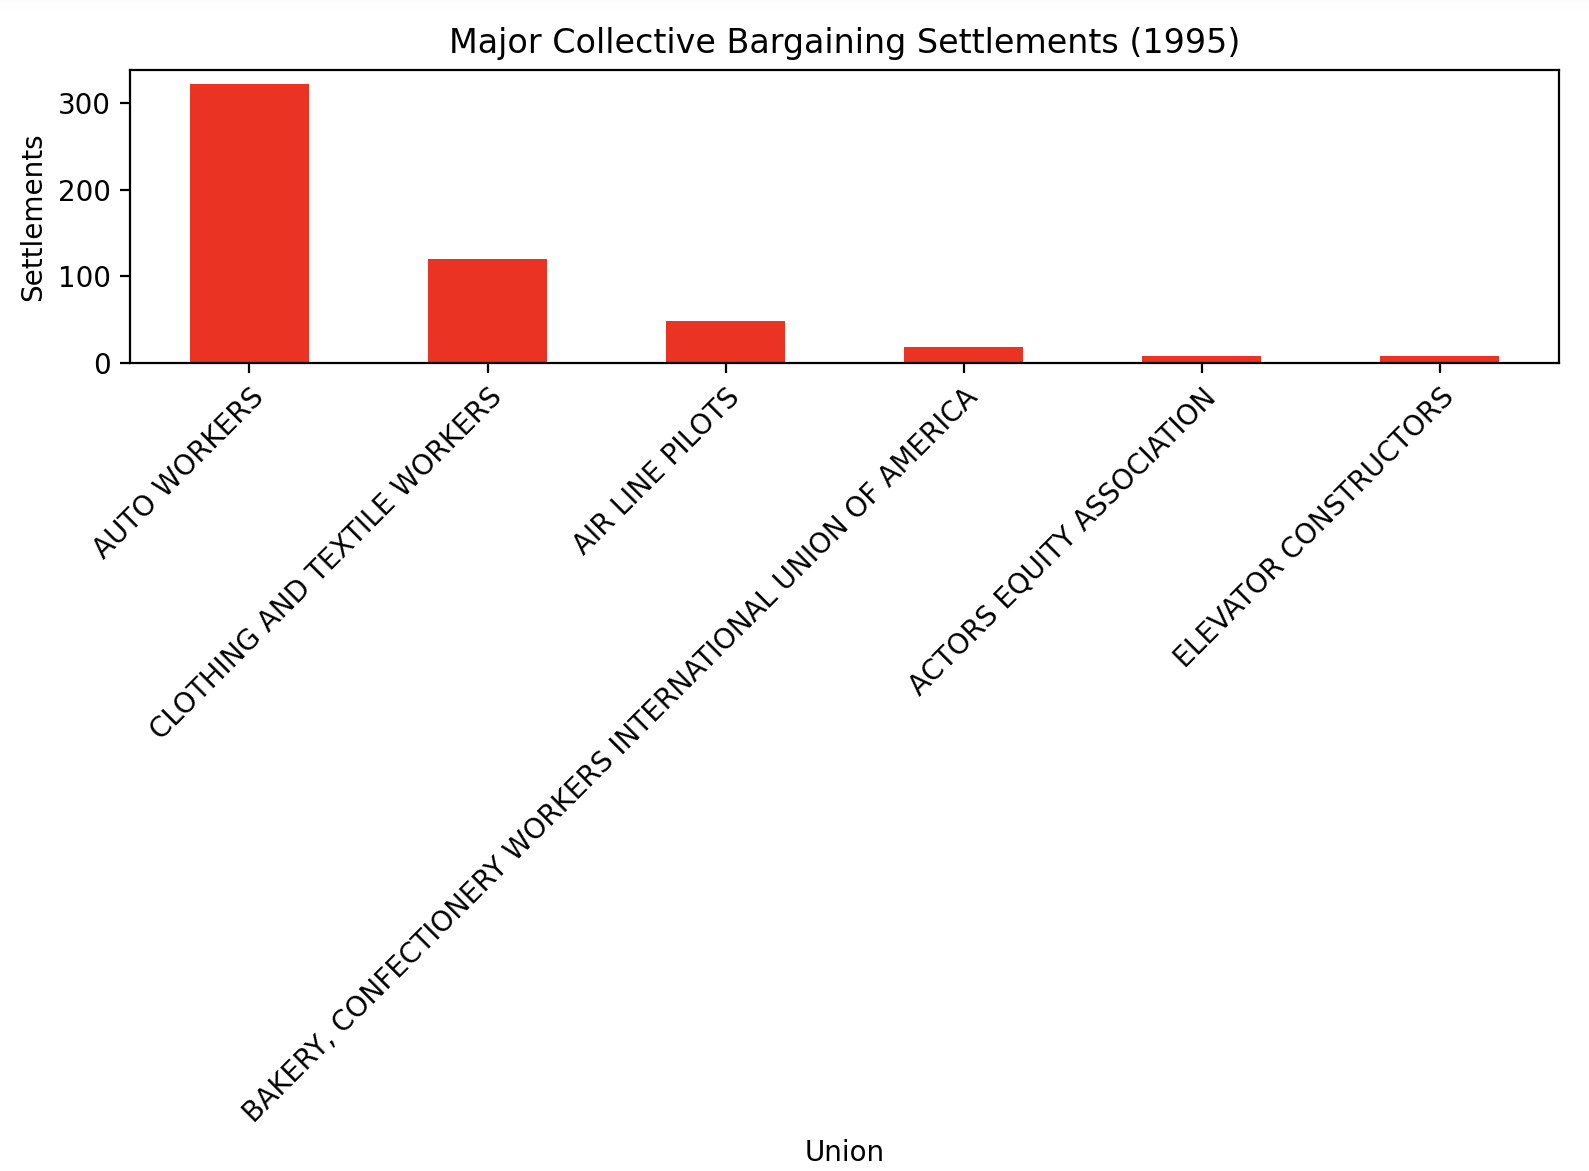 Major Collective Bargaining Settlements (1995)
Settlements
300
200
100
0
AUTO WORKERS
CLOTHING AND TEXTILE WORKERS
AIR LINE PILOTS
BAKERY, CONFECTIONERY WORKERS INTERNATIONAL UNION OF AMERICA
ACTORS EQUITY ASSOCIATION
ELEVATOR CONSTRUCTORS
Union